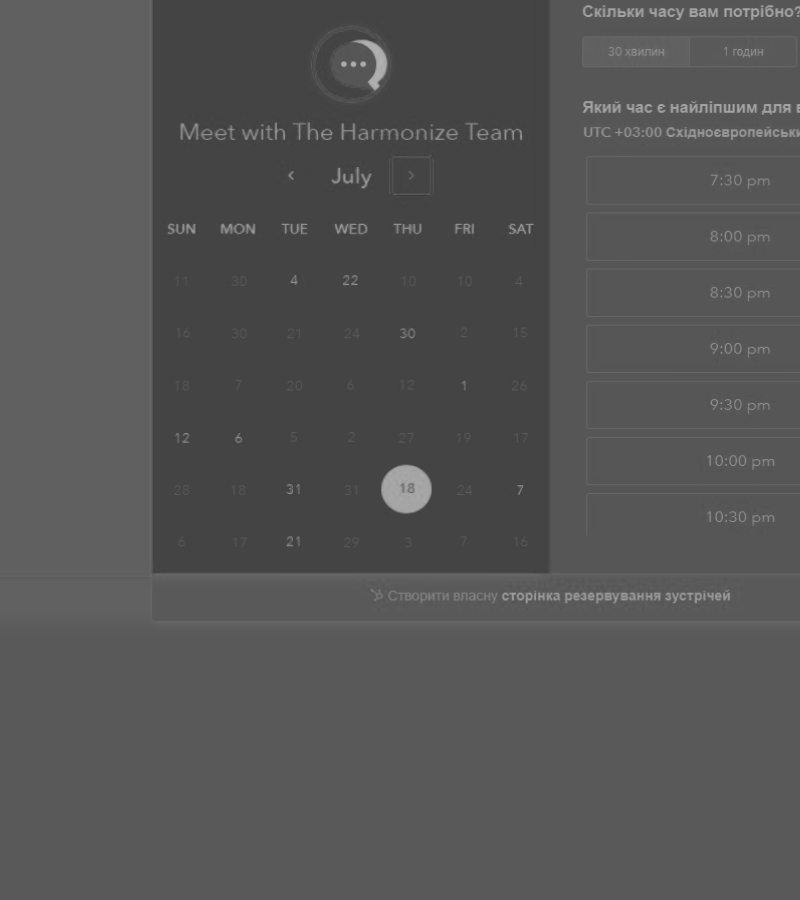 Скільки часу вам потрібно?
30 хвилин 1 годин
Meet with The Harmonize Team
July
SUN MON TUE WED THU FRI SAT
11 30 4 22 10 10 4
16 30 21 24 30 2 15
18 7 20 6 12 1 26
12 6 5 2 27 19 17
28 18 31 31 18 24 7
6 17 21 29 3 7 16
Який час є найліпшим для
UTC +03:00
7:30 pm
8:00 pm
8:30 pm
9:00 pm
9:30 pm
10:00 pm
10:30 pm
Створити власну сторінка резервування зустрічей